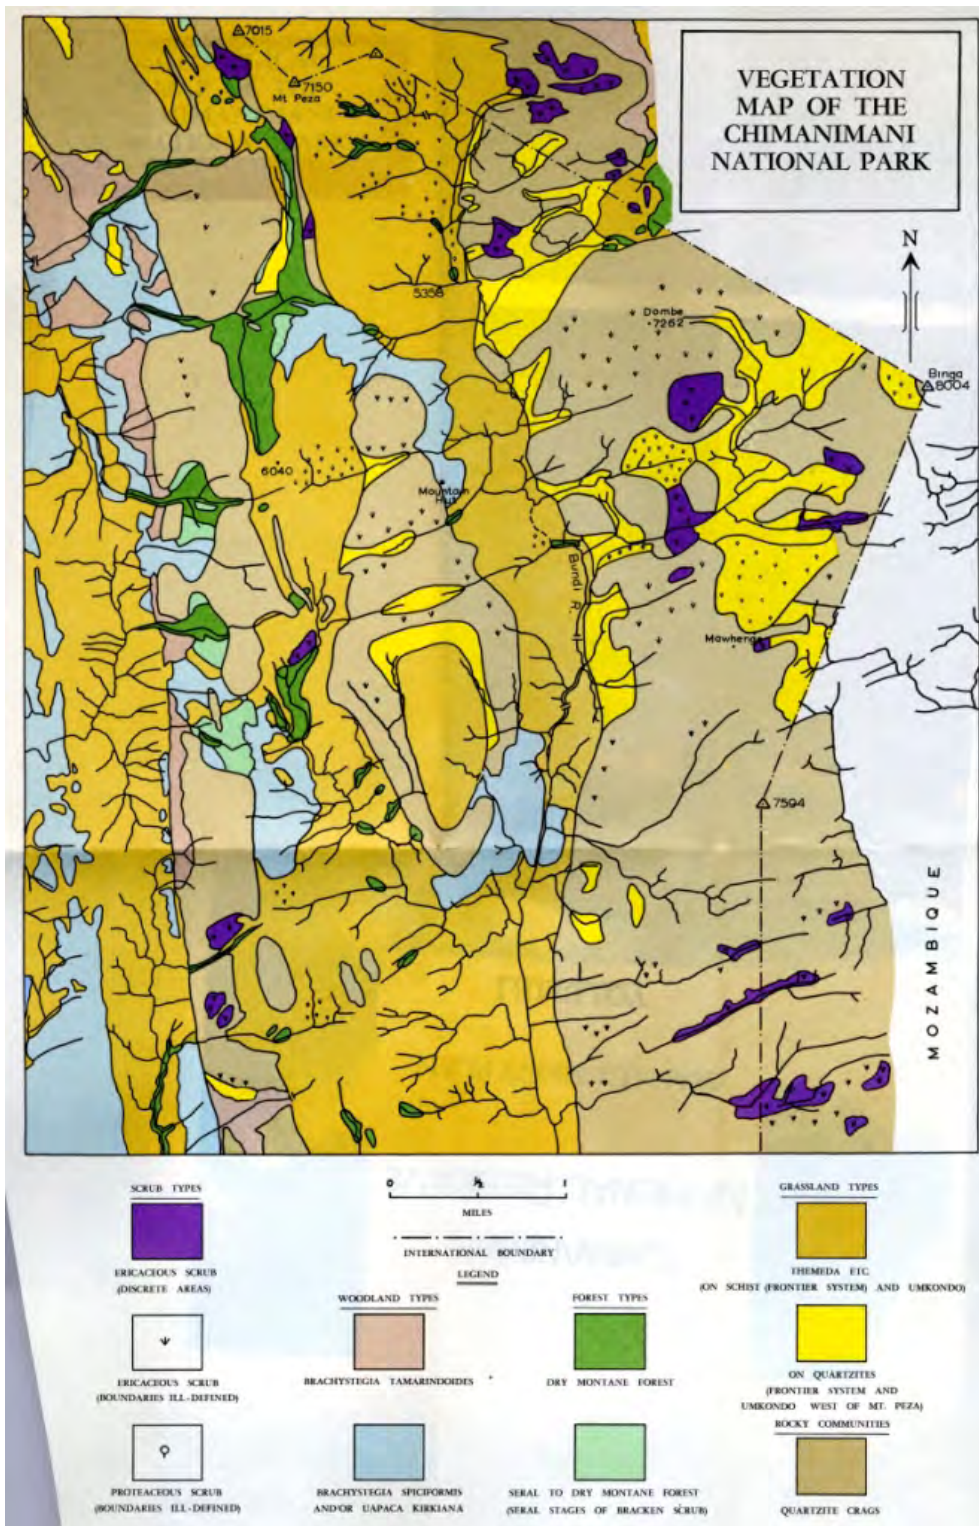 VEGETATION
MAP OF THE
CHIMANIMANI
NATIONAL PARK
7015
7150
Mt. Peza
N
5358
Dombe
7262
Binga
8004
6040
Mountain
Hut
Bundi R.
Mawhenge
7594
MOZAMBIQUE
SCRUB TYPES
ERICACEOUS SCRUB
(DISCRETE AREAS)
ERICACEOUS SCRUB
(BOUNDARIES ILL-DEFINED)
PROTEACEOUS SCRUB
(BOUNDARIES ILL-DEFINED)
0 ½ 1
MILES
INTERNATIONAL BOUNDARY
LEGEND
WOODLAND TYPES
BRACHYSTEGIA TAMARINDOIDES
BRACHYSTEGIA SPICIFORMIS
AND/OR UAPACA KIRKIANA
FOREST TYPES
DRY MONTANE FOREST
SERAL TO DRY MONTANE FOREST
(SERAL STAGES OF BRACKEN SCRUB)
GRASSLAND TYPES
THEMEDA ETC.
(ON SCHIST (FRONTIER SYSTEM) AND UMKONDO)
ON QUARTZITES
(FRONTIER SYSTEM AND
UMKONDO WEST OF MT. PEZA)
ROCKY COMMUNITIES
QUARTZITE CRAGS